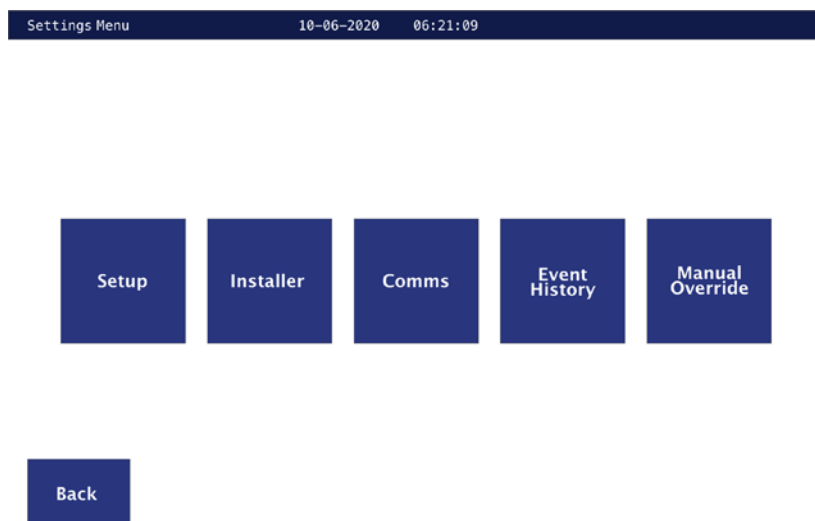 Settings Menu 10-06-2020 06:21:09
Setup
Installer
Comms
Event
History
Manual
Override
Back